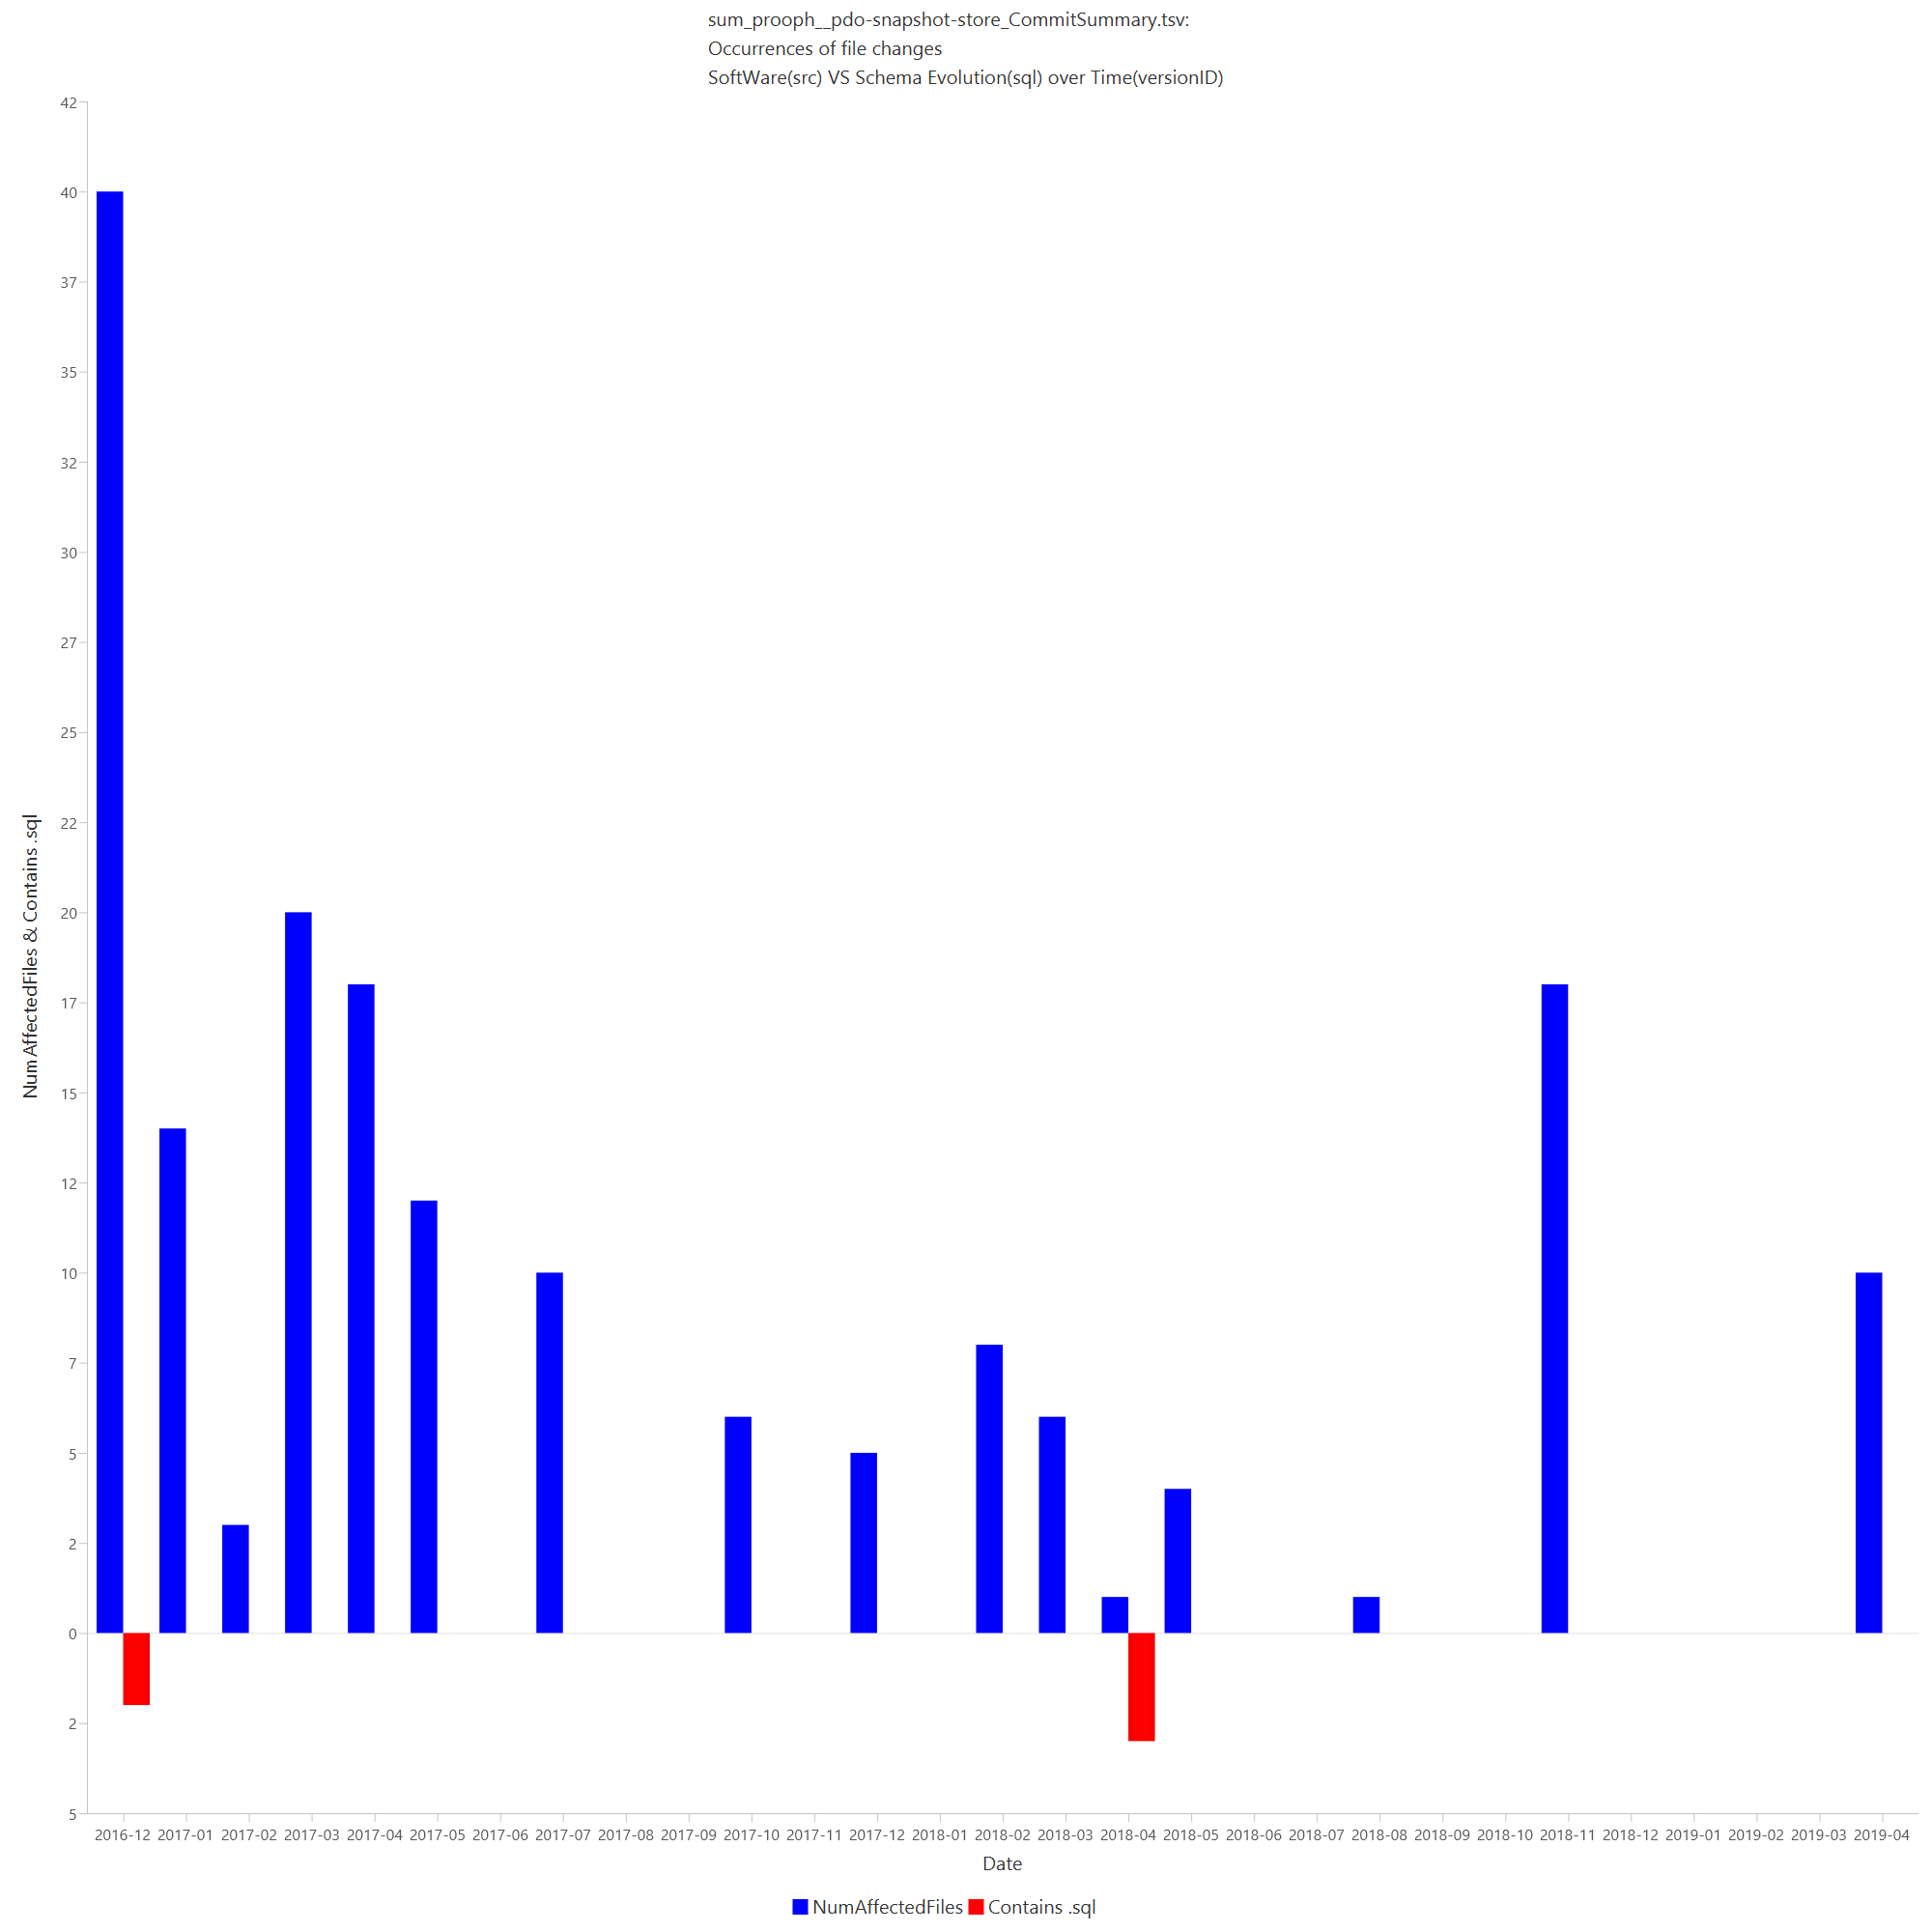 sum_prooph__pdo-snapshot-store_CommitSummary.tsv:
Occurrences of file changes
SoftWare(src) VS Schema Evolution(sql) over Time(versionID)
42
40
37
35
32
30
27
25
22
20
17
15
12
10
7
5
2
0
2
5
NumAffectedFiles & Contains .sql
2016-12 2017-01 2017-02 2017-03 2017-04 2017-05 2017-06 2017-07 2017-08 2017-09 2017-10 2017-11 2017-12 2018-01 2018-02 2018-03 2018-04 2018-05 2018-06 2018-07 2018-08 2018-09 2018-10 2018-11 2018-12 2019-01 2019-02 2019-03 2019-04
Date
NumAffectedFiles Contains .sql